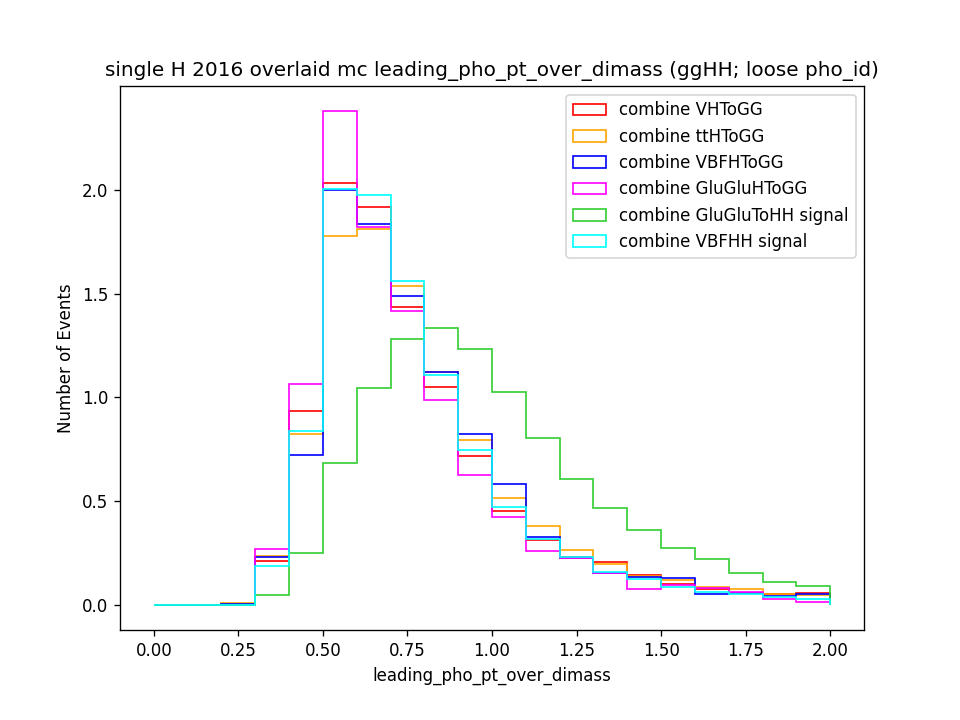 single H 2016 overlaid mc leading_pho_pt_over_dimass (ggHH; loose pho_id)
combine VHToGG
combine ttHToGG
combine VBFHToGG
combine GluGluHToGG
combine GluGluToHH signal
combine VBFHH signal
Number of Events
2.0
1.5
1.0
0.5
0.0
0.00 0.25 0.50 0.75 1.00 1.25 1.50 1.75 2.00
leading_pho_pt_over_dimass